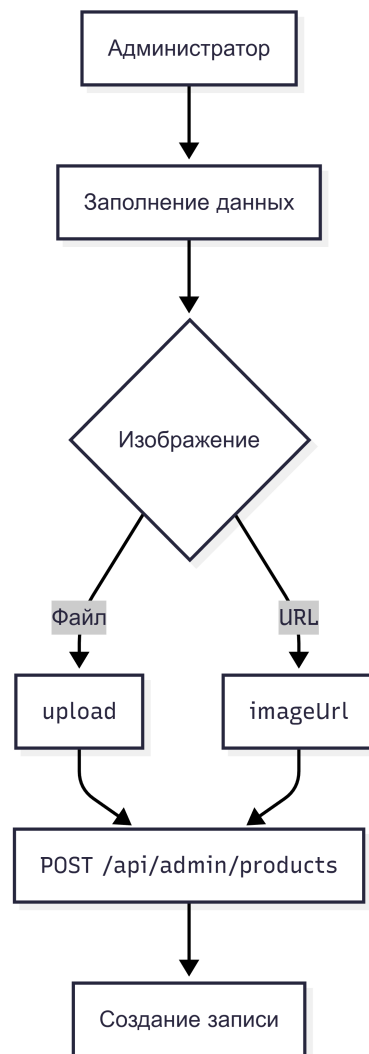 Администратор
Заполнение данных
Изображение
Файл
URL
upload
imageUrl
POST /api/admin/products
Создание записи